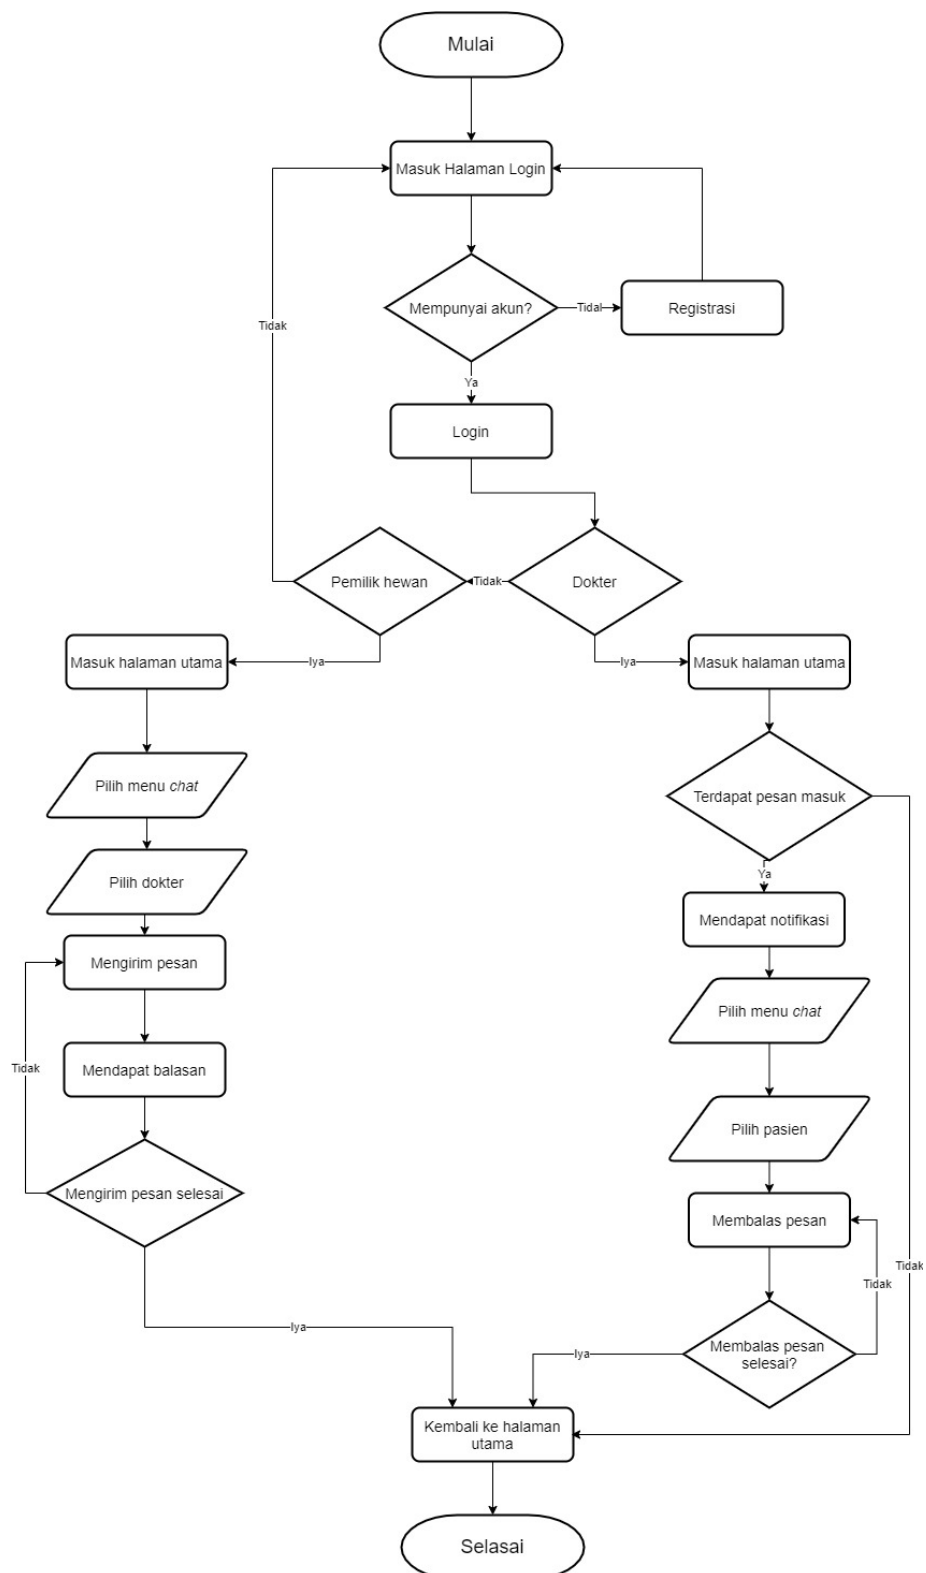 Mulai
Masuk Halaman Login
Mempunyai akun?
Tidal
Registrasi
Tidak
Ya
Login
Pemilik hewan
Tidak
Dokter
Masuk halaman utama
Iya
Iya
Masuk halaman utama
Pilih menu chat
Terdapat pesan masuk
Pilih dokter
Ya
Mendapat notifikasi
Mengirim pesan
Pilih menu chat
Tidak
Mendapat balasan
Pilih pasien
Mengirim pesan selesai
Membalas pesan
Tidak
Tidak
Iya
Iya
Membalas pesan
selesai?
Kembali ke halaman
utama
Selasai